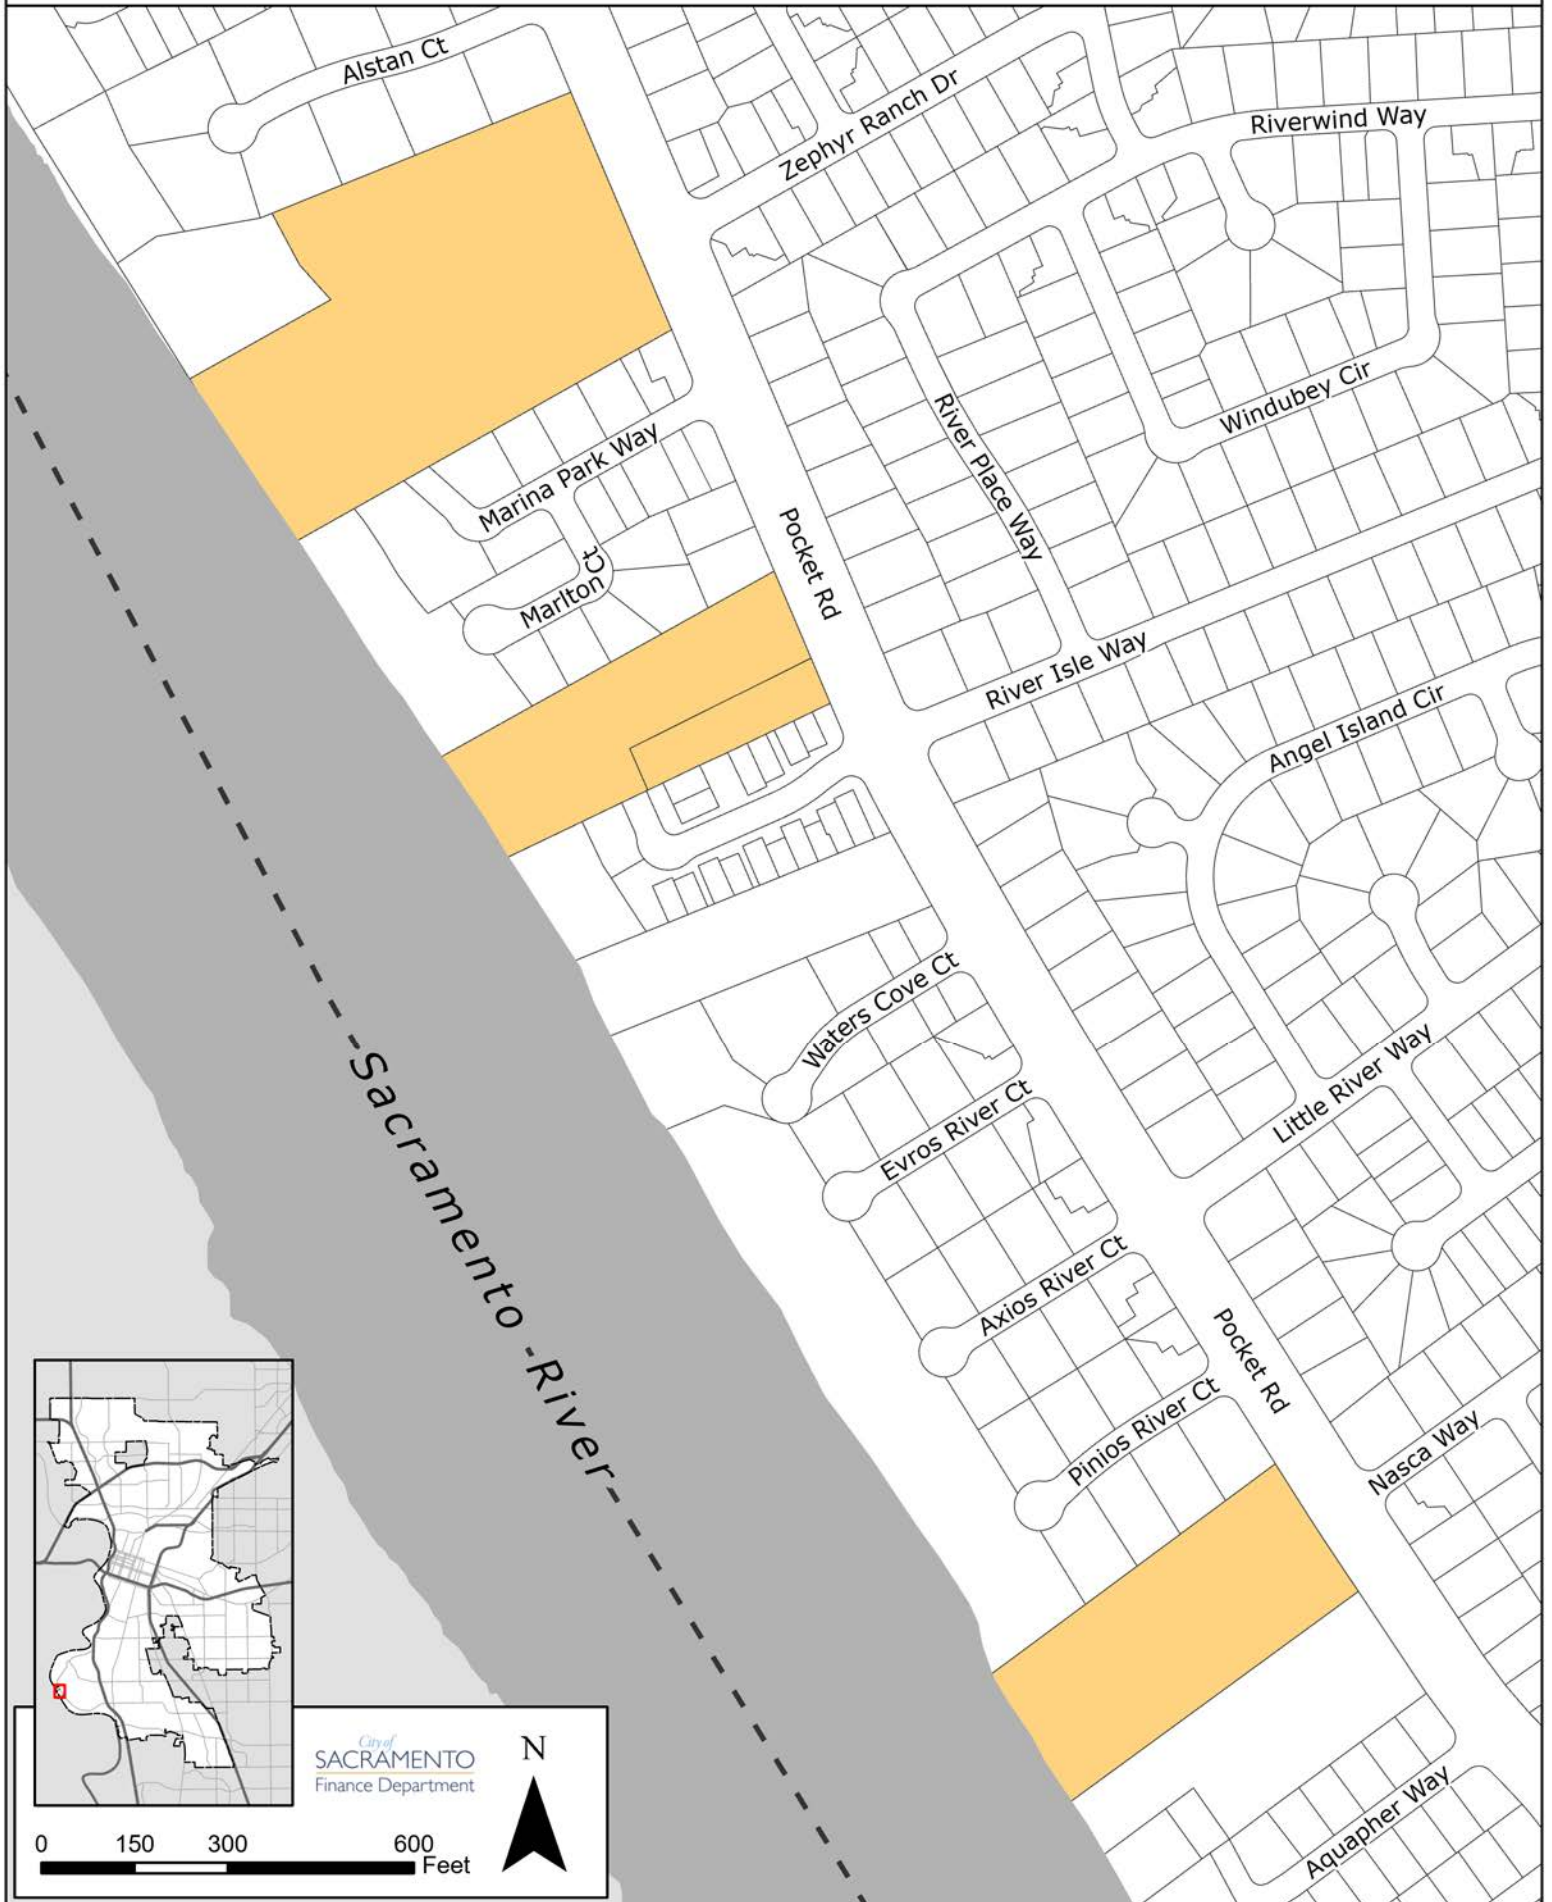 Alstan Ct
Zephyr Ranch Dr
Riverwind Way
Windubey Cir
River Place Way
Marina Park Way
Pocket Rd
Marlton Ct
River Isle Way
Angel Island Cir
Waters Cove Ct
Little River Way
Evros River Ct
Sacramento River
Axios River Ct
Pocket Rd
Pinios River Ct
Nasca Way
Aquapher Way
City of
SACRAMENTO
Finance Department
N
0 150 300 600
Feet